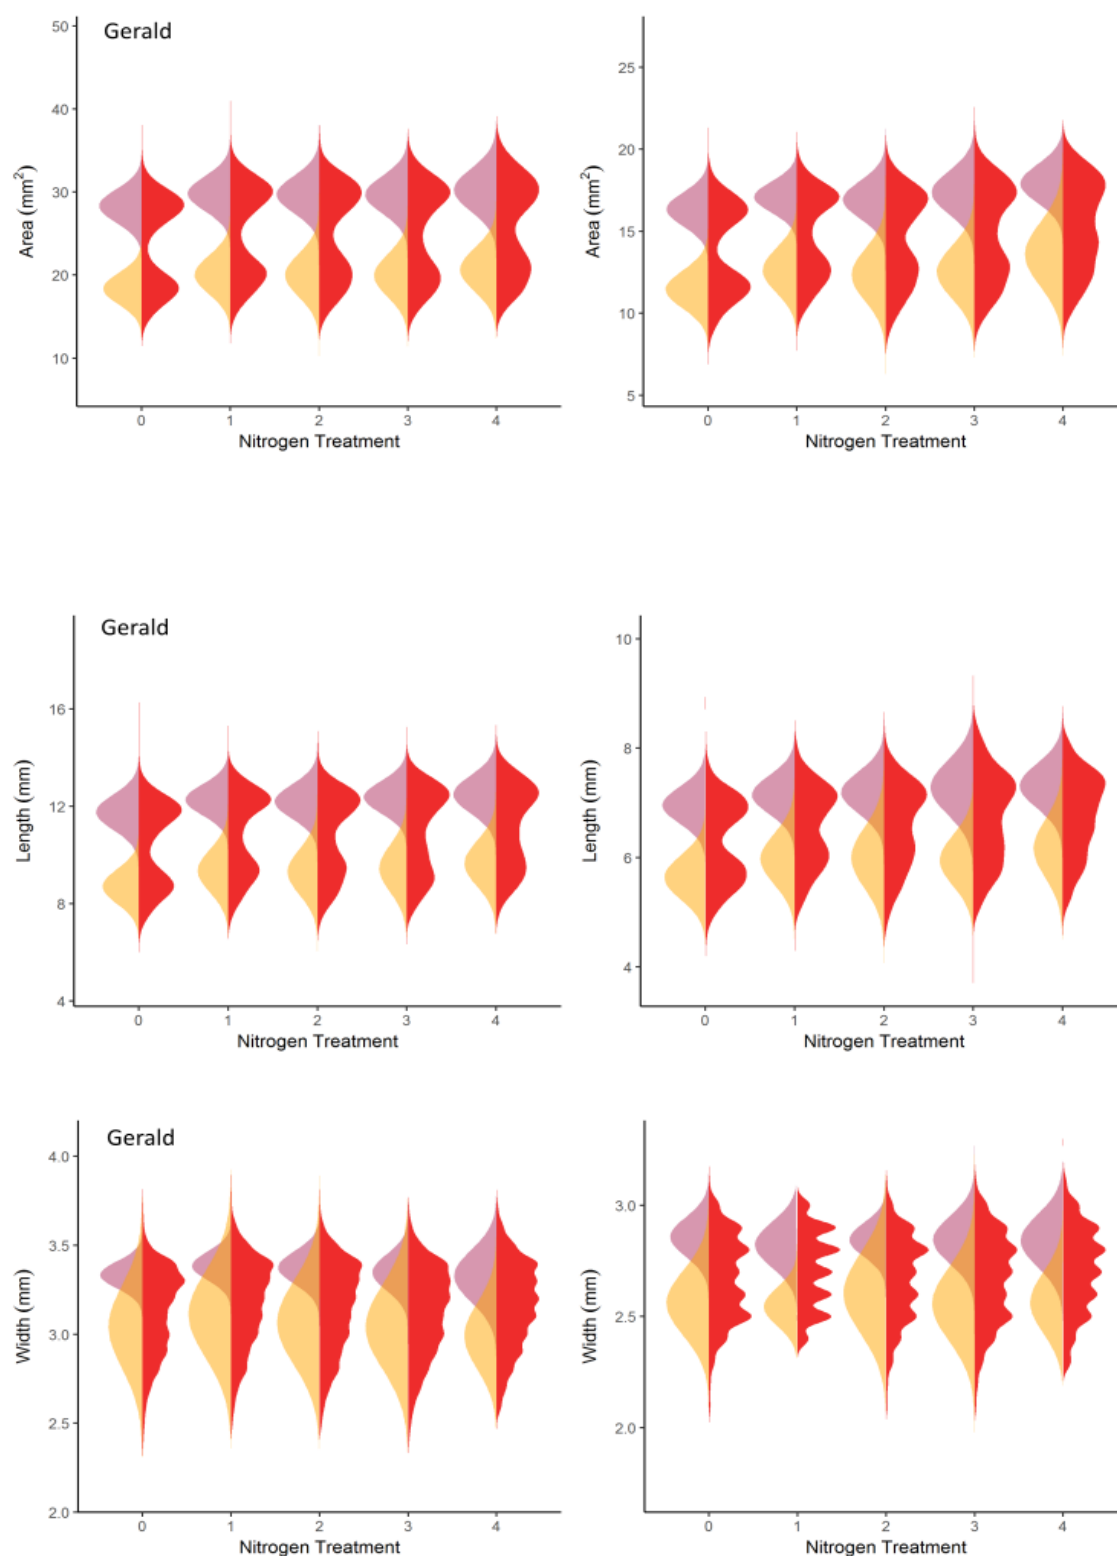 Gerald
50
40
30
20
10
Area (mm²)
0 1 2 3 4
Nitrogen Treatment
25
20
15
10
5
Area (mm²)
0 1 2 3 4
Nitrogen Treatment
Gerald
16
12
8
4
Length (mm)
0 1 2 3 4
Nitrogen Treatment
10
8
6
4
Length (mm)
0 1 2 3 4
Nitrogen Treatment
Gerald
4.0
3.5
3.0
2.5
2.0
Width (mm)
0 1 2 3 4
Nitrogen Treatment
3.0
2.5
2.0
Width (mm)
0 1 2 3 4
Nitrogen Treatment